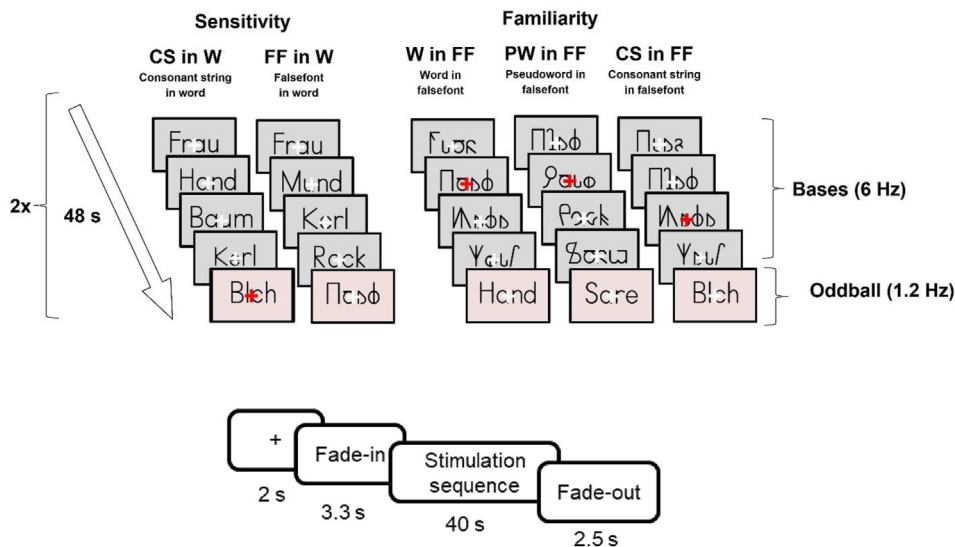 Sensitivity
CS in W
Consonant string
in word
FF in W
Falsefont
in word
Familiarity
W in FF
Word in
falsefont
PW in FF
Pseudoword in
falsefont
CS in FF
Consonant string
in falsefont
2x
48 s
Frau
Hand
Baum
Kerl
Blch
Frau
Mund
Kerl
Rock
Hand
Sare
Blch
Bases (6 Hz)
Oddball (1.2 Hz)
+
2 s
Fade-in
3.3 s
Stimulation
sequence
40 s
Fade-out
2.5 s